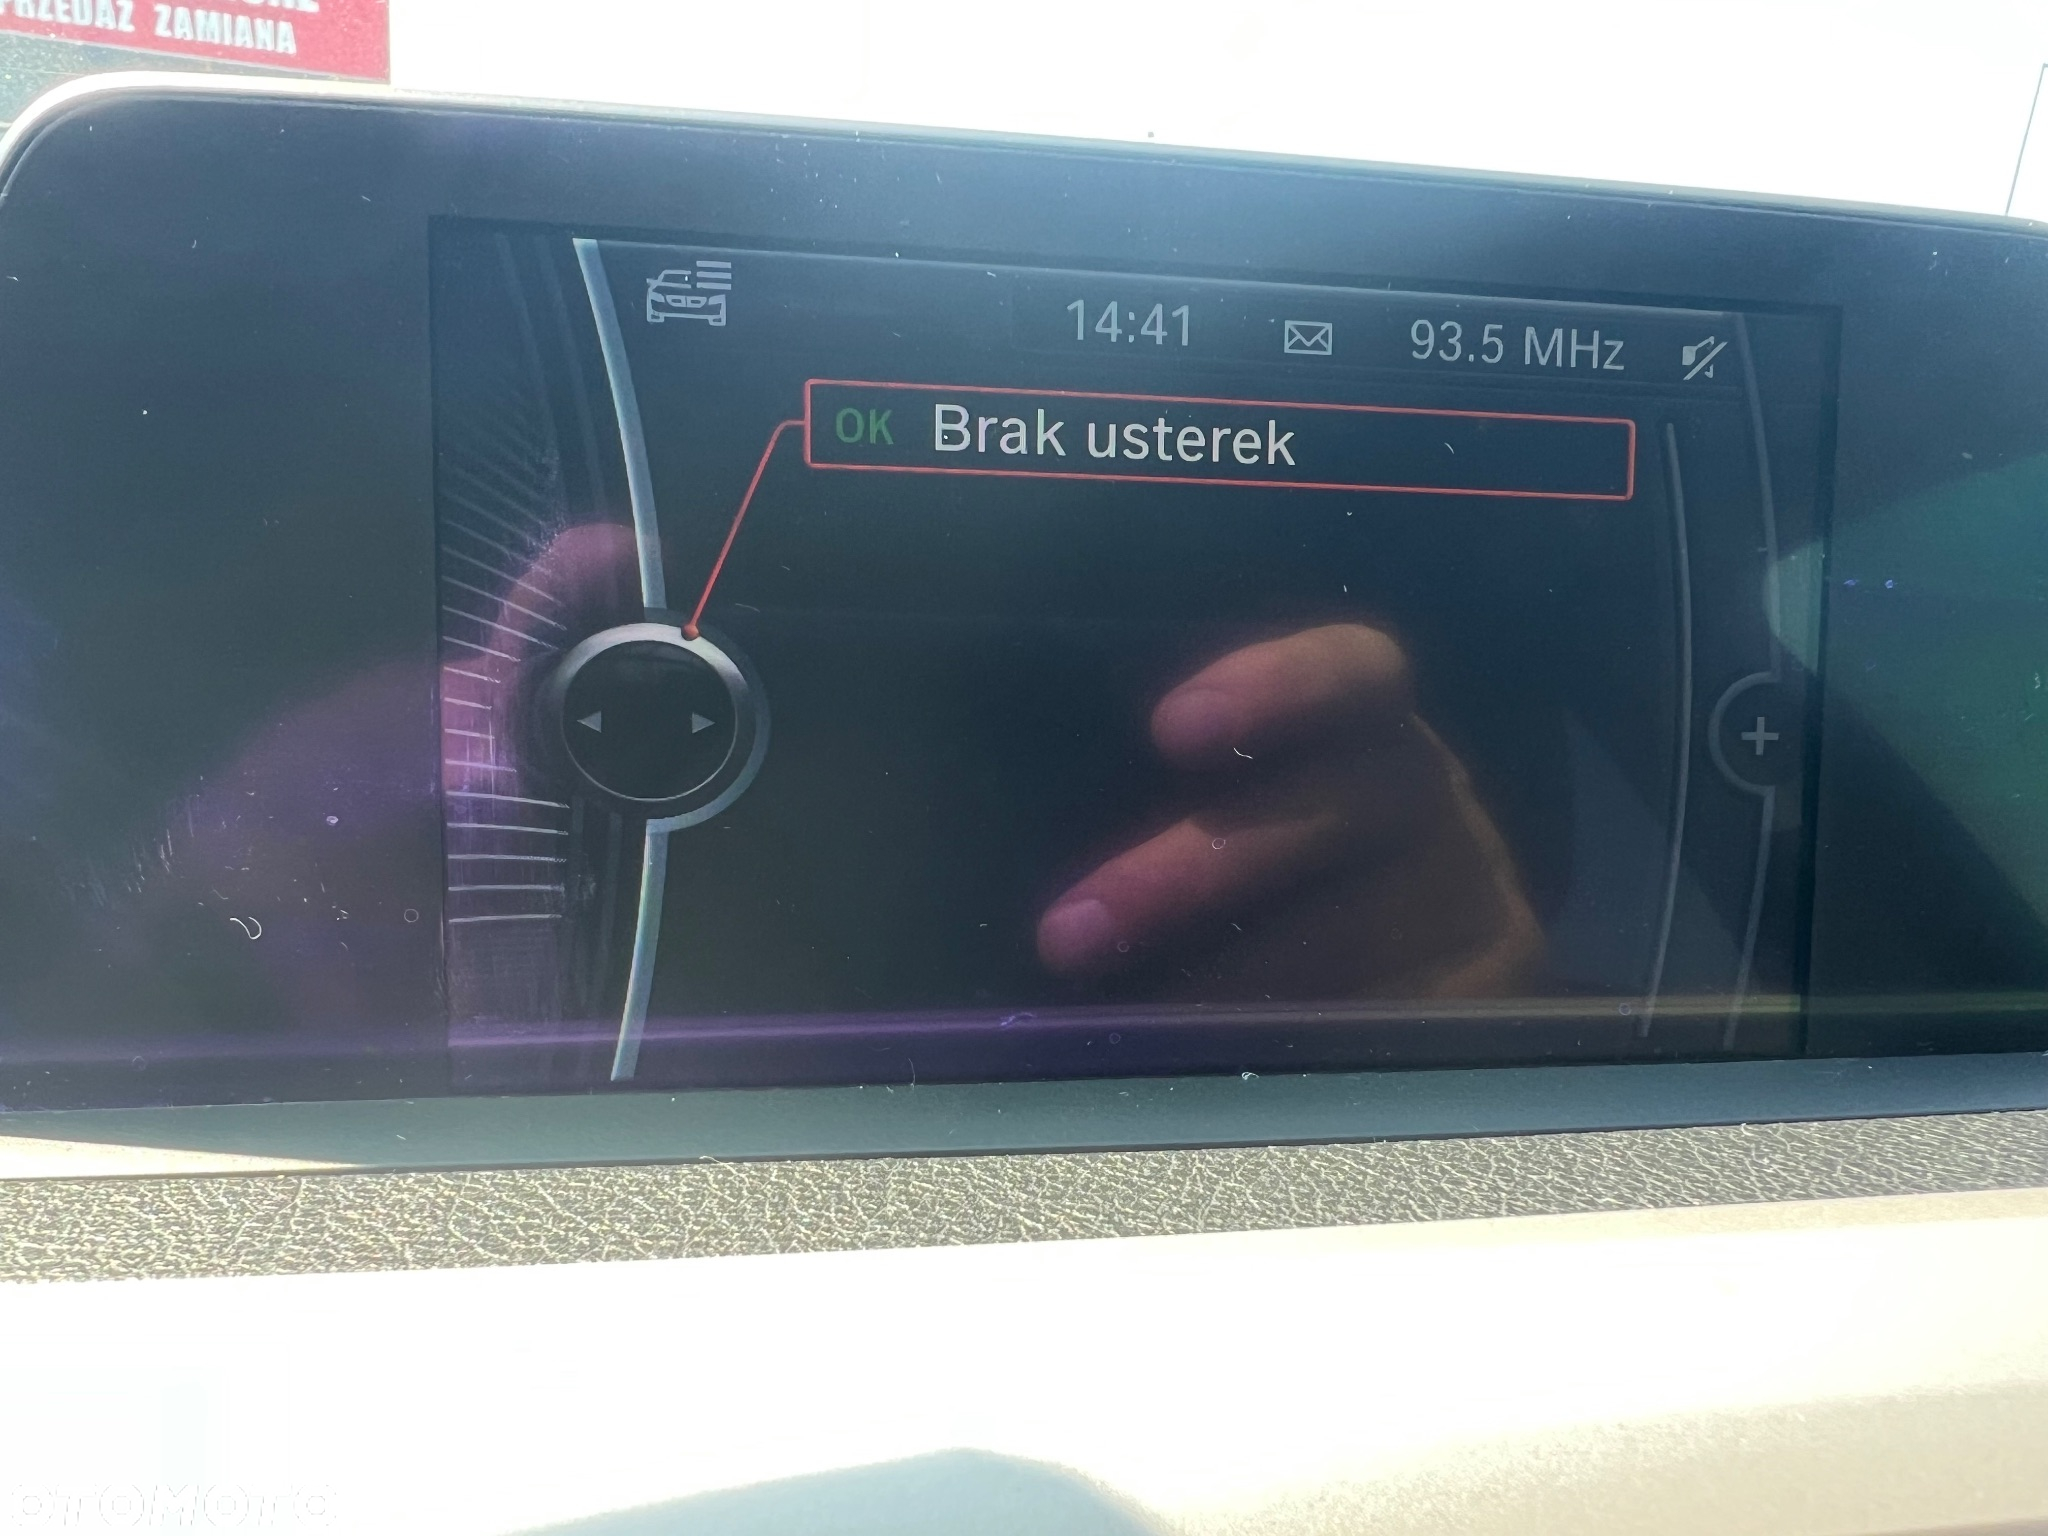 PRZEDAŻ ZAMIANA
14:41
93.5 MHz
OK Brak usterek
OTOMOTO